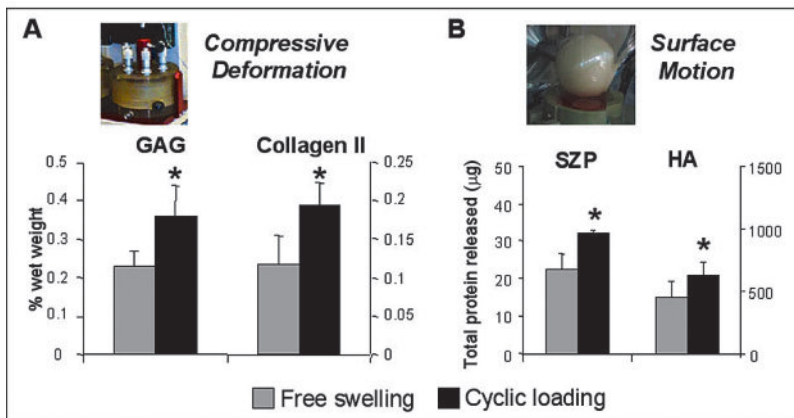 A
Compressive
Deformation
GAG
Collagen II
% wet weight
0.5
0.4
0.3
0.2
0.1
0
*
*
0.25
0.2
0.15
0.1
0.05
0
B
Surface
Motion
SZP
HA
Total protein released (µg)
50
40
30
20
10
0
*
*
1500
1000
500
0
Free swelling
Cyclic loading